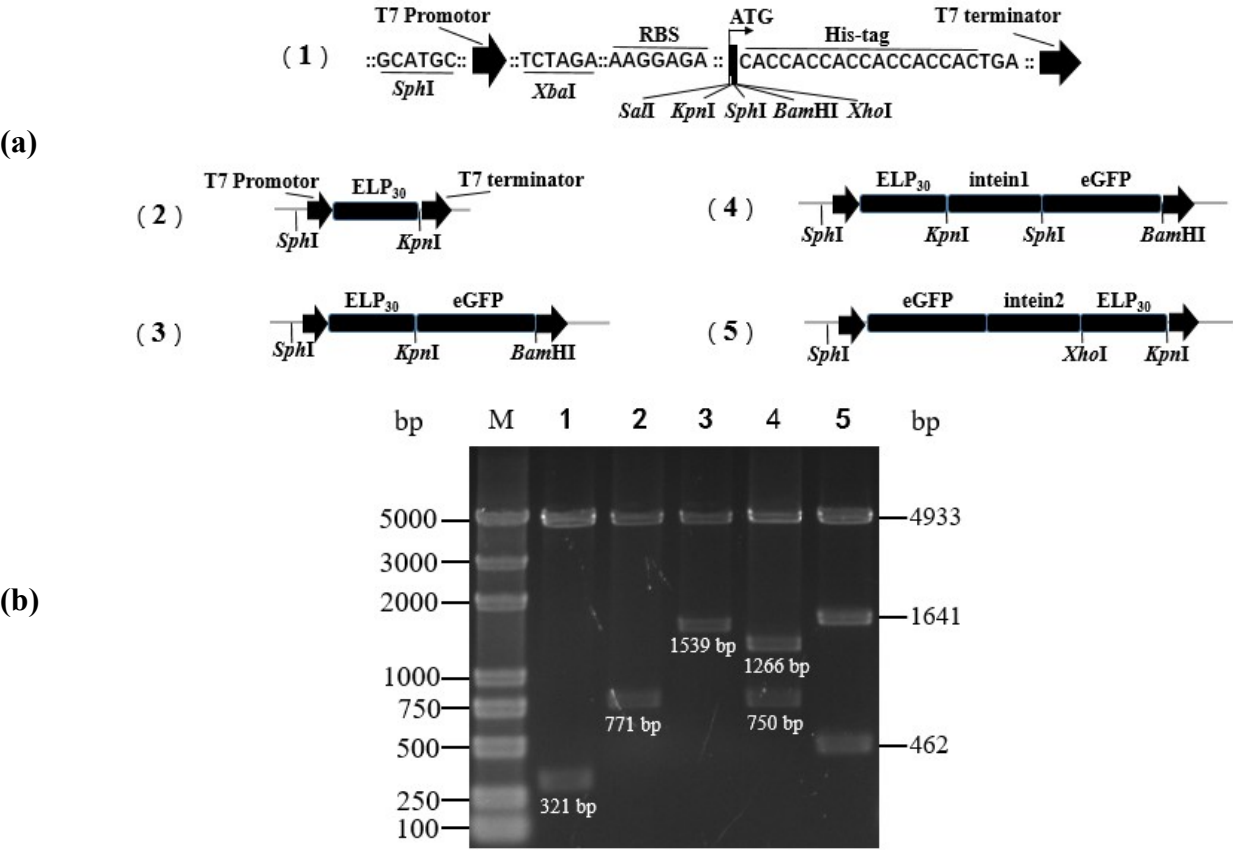 (a)
(1)
T7 Promotor
RBS
ATG
His-tag
T7 terminator
::GCATGC:: ::TCTAGA::AAGGAGA :: CACCACCACCACCACCACTGA ::
SphI
XbaI
SalI KpnI SphI BamHI XhoI
(2)
T7 Promotor
ELP30
T7 terminator
SphI
KpnI
(4)
ELP30 intein1 eGFP
SphI KpnI SphI BamHI
(3)
ELP30 eGFP
SphI KpnI BamHI
(5)
eGFP intein2 ELP30
SphI XhoI KpnI
(b)
bp M 1 2 3 4 5 bp
5000
3000
2000
1000
750
500
250
100
321 bp
771 bp
1539 bp
1266 bp
750 bp
4933
1641
462